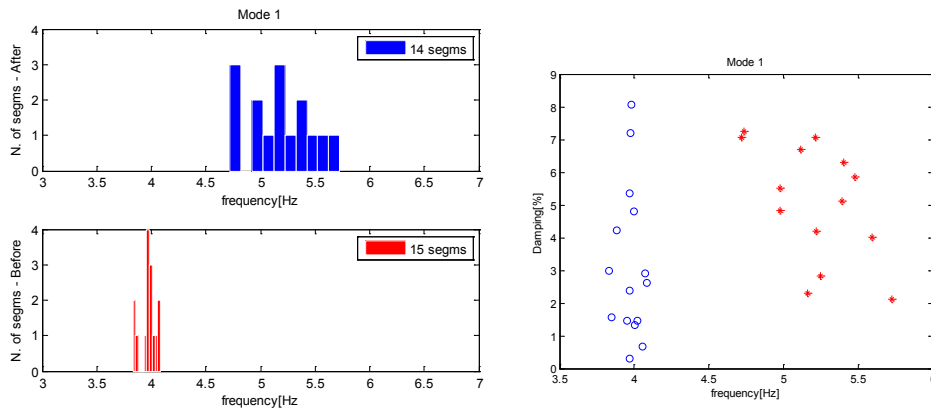 Mode 1
N. of segms - After
4
3
2
1
0
14 segms
3 3.5 4 4.5 5 5.5 6 6.5 7
frequency[Hz
N. of segms - Before
4
2
0
15 segms
3 3.5 4 4.5 5 5.5 6 6.5 7
frequency[Hz
Mode 1
Damping[%]
9
8
7
6
5
4
3
2
1
0
3.5 4 4.5 5 5.5 6
frequency[Hz]